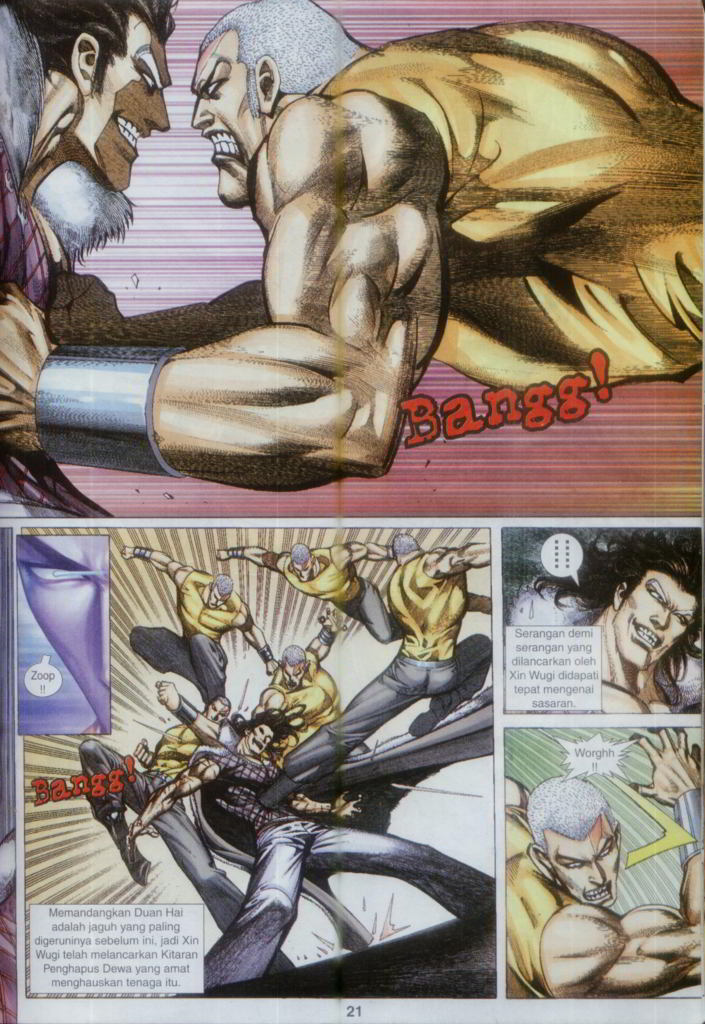 Bangg!
Zoop
!!
Bangg!
Memandangkan Duan Hai
adalah jaguh yang paling
digeruninya sebelum ini, jadi Xin
Wugi telah melancarkan Kitaran
Penghapus Dewa yang amat
menghauskan tenaga itu.
!!!
Serangan demi
serangan yang
dilancarkan oleh
Xin Wugi didapati
tepat mengenai
sasaran.
Worghh
!!
21